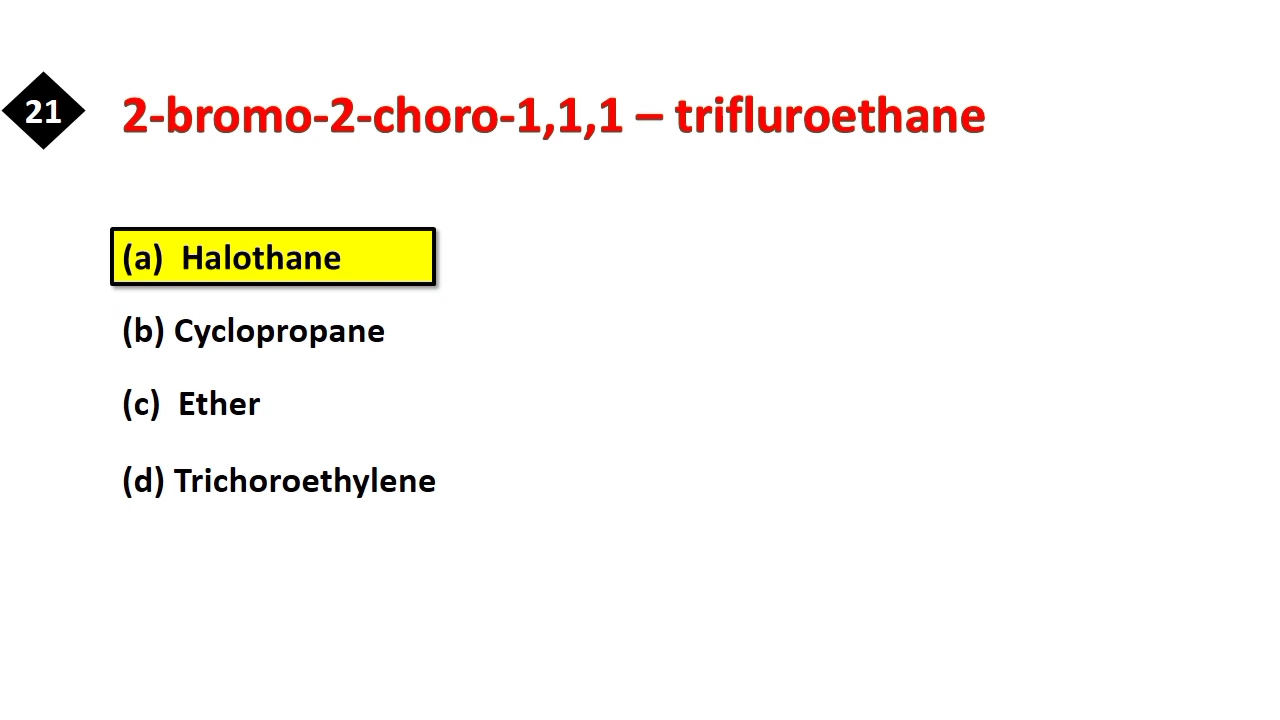 21
2-bromo-2-choro-1,1,1 – trifluroethane
(a) Halothane
(b) Cyclopropane
(c) Ether
(d) Trichoroethylene